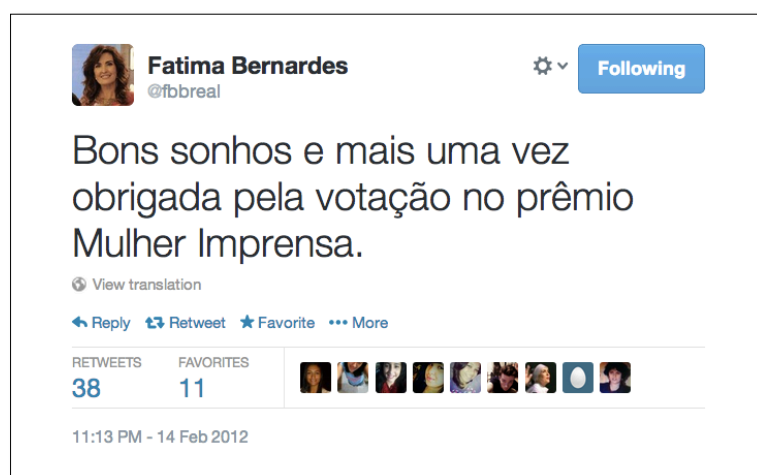 Fatima Bernardes
@fbbreal
Following
Bons sonhos e mais uma vez
obrigada pela votação no prêmio
Mulher Imprensa.
View translation
Reply Retweet Favorite More
RETWEETS FAVORITES
38 11
11:13 PM - 14 Feb 2012